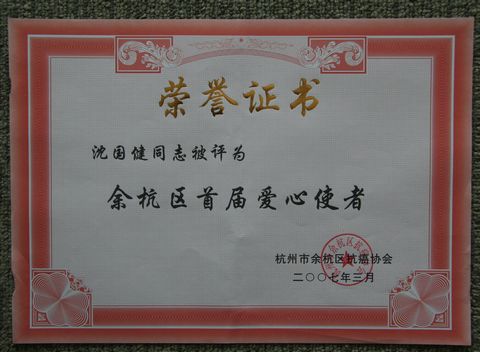 荣誉证书
沈国健同志被评为
余杭区首届爱心使者
杭州市余杭区抗癌协会
二〇〇七年三月